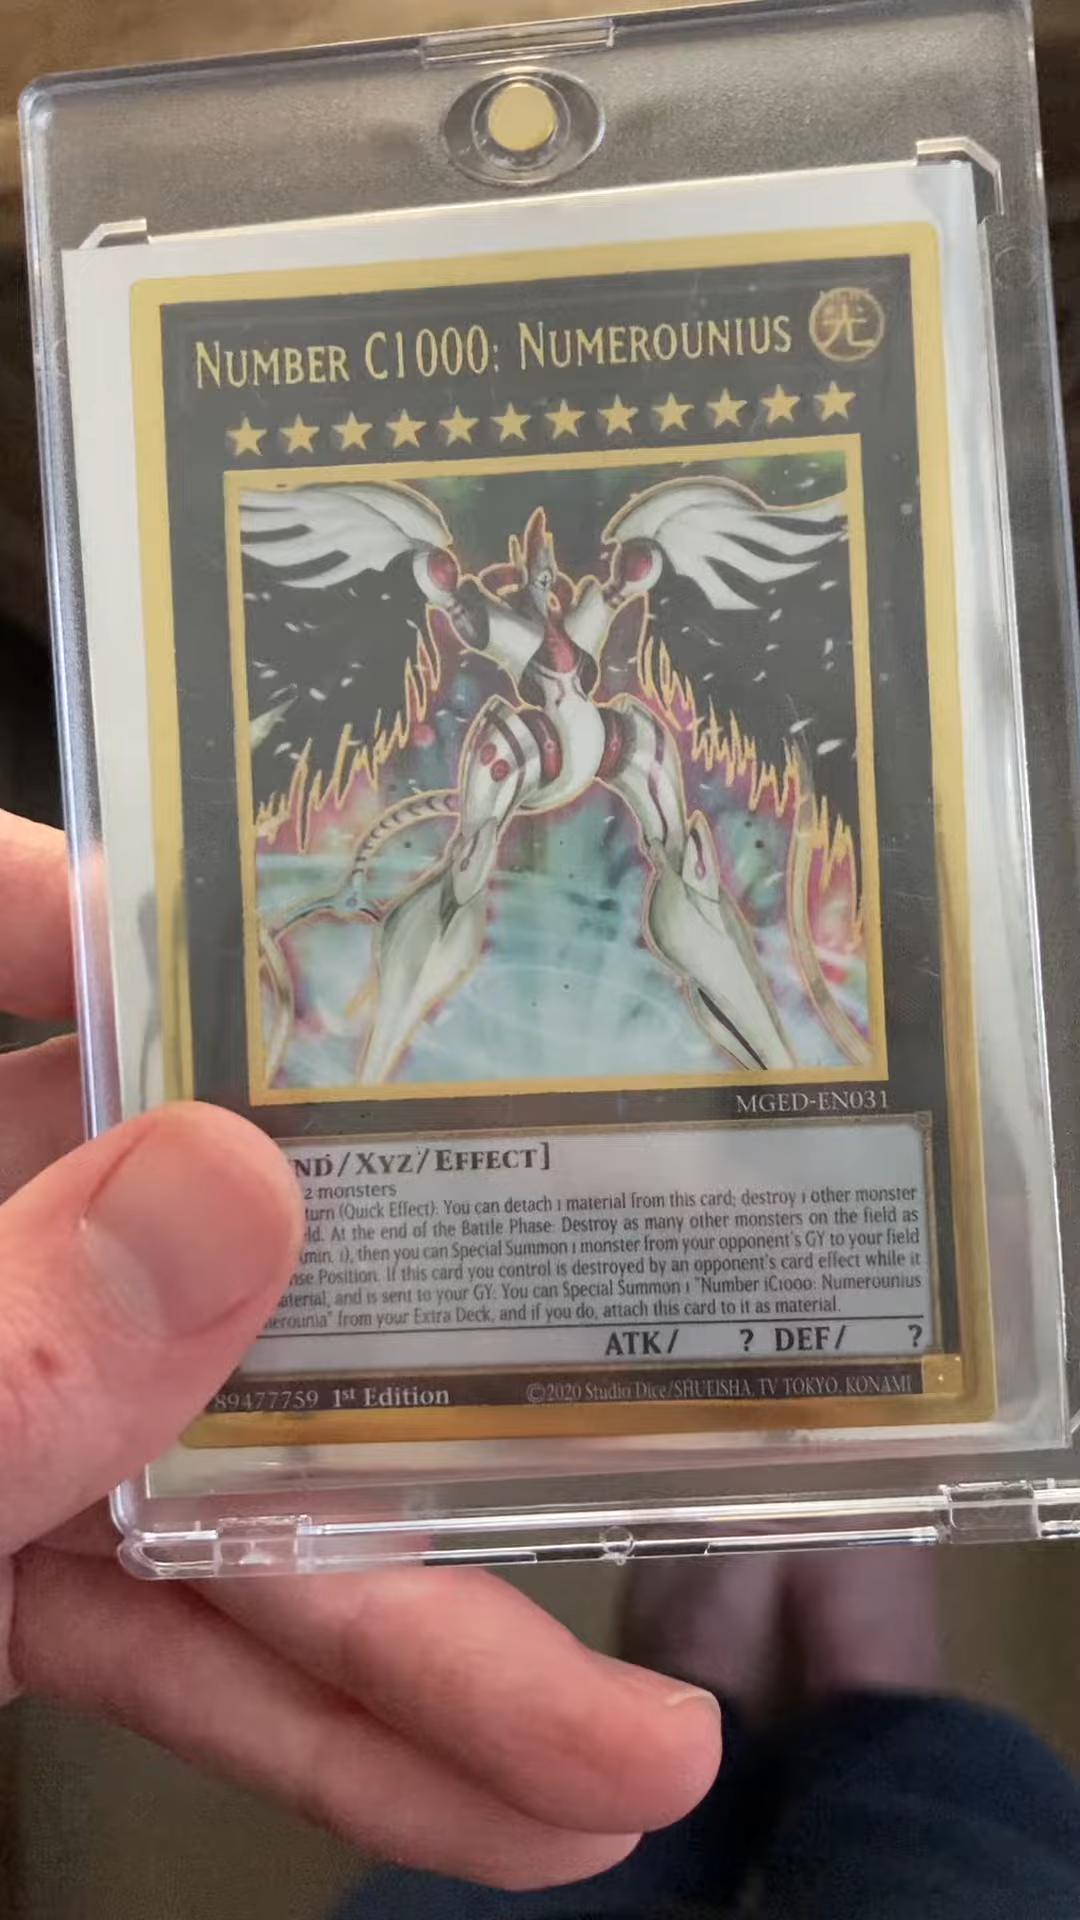 NUMBER C1000: NUMEROUNIUS
光
MGED-EN031
ND/XYZ/EFFECT]
2 monsters
turn (Quick Effect): You can detach 1 material from this card; destroy 1 other monster
ld. At the end of the Battle Phase: Destroy as many other monsters on the field as
(min. 1), then you can Special Summon 1 monster from your opponent's GY to your field
nse Position. If this card you control is destroyed by an opponent's card effect while it
aterial, and is sent to your GY: You can Special Summon 1 "Number iC1000: Numerounius
erounia" from your Extra Deck, and if you do, attach this card to it as material.
ATK/ ? DEF/ ?
89477759 1st Edition ©2020 Studio Dice/SHUEISHA, TV TOKYO, KONAMI